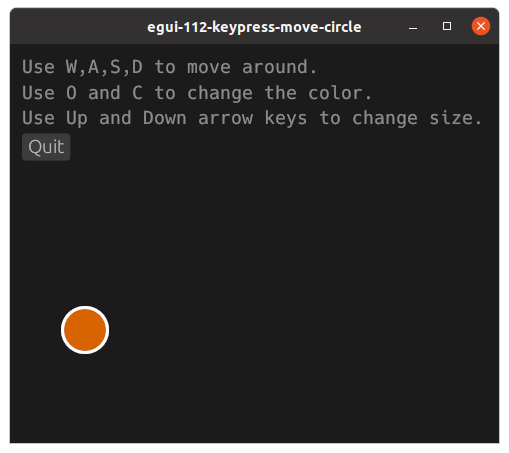 egui-112-keypress-move-circle
Use W,A,S,D to move around.
Use O and C to change the color.
Use Up and Down arrow keys to change size.
Quit